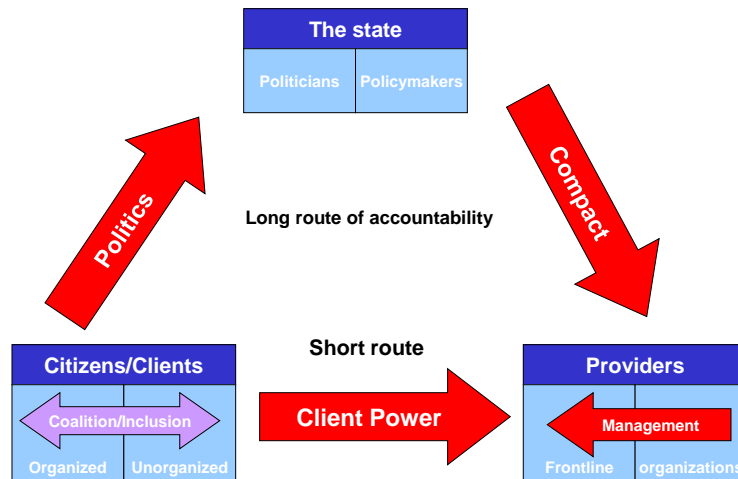 The state
Politicians Policymakers
Politics
Compact
Long route of accountability
Short route
Citizens/Clients
Coalition/Inclusion
Organized Unorganized
Client Power
Providers
Management
Frontline organizations